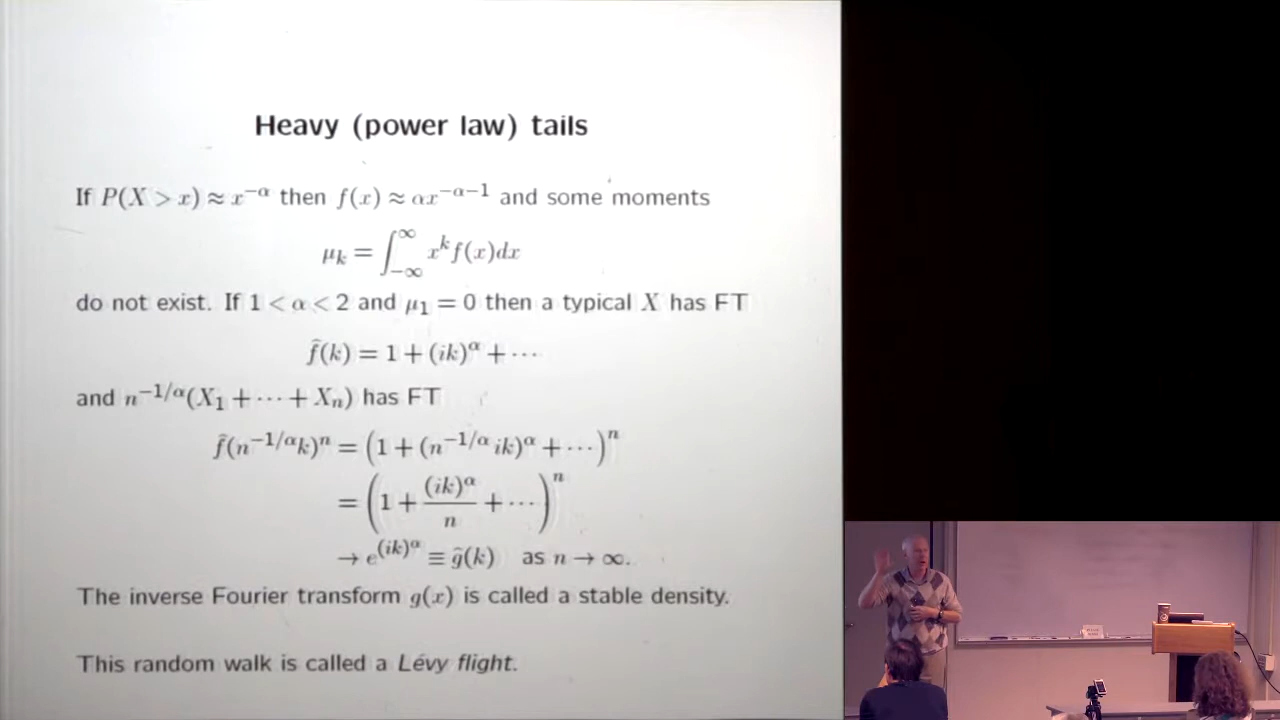 Heavy (power law) tails
If P(X > x) ≈ x^{−α} then f(x) ≈ αx^{−α−1} and some moments
μ_k = ∫_{−∞}^{∞} x^k f(x)dx
do not exist. If 1 < α < 2 and μ_1 = 0 then a typical X has FT
f̂(k) = 1 + (ik)^α + ⋯
and n^{−1/α}(X_1 + ⋯ + X_n) has FT
f̂(n^{−1/α}k)^n = (1 + (n^{−1/α} ik)^α + ⋯)^n
= (1 + (ik)^α/n + ⋯)^n
→ e^{(ik)^α} ≡ ĝ(k) as n → ∞.
The inverse Fourier transform g(x) is called a stable density.
This random walk is called a Lévy flight.